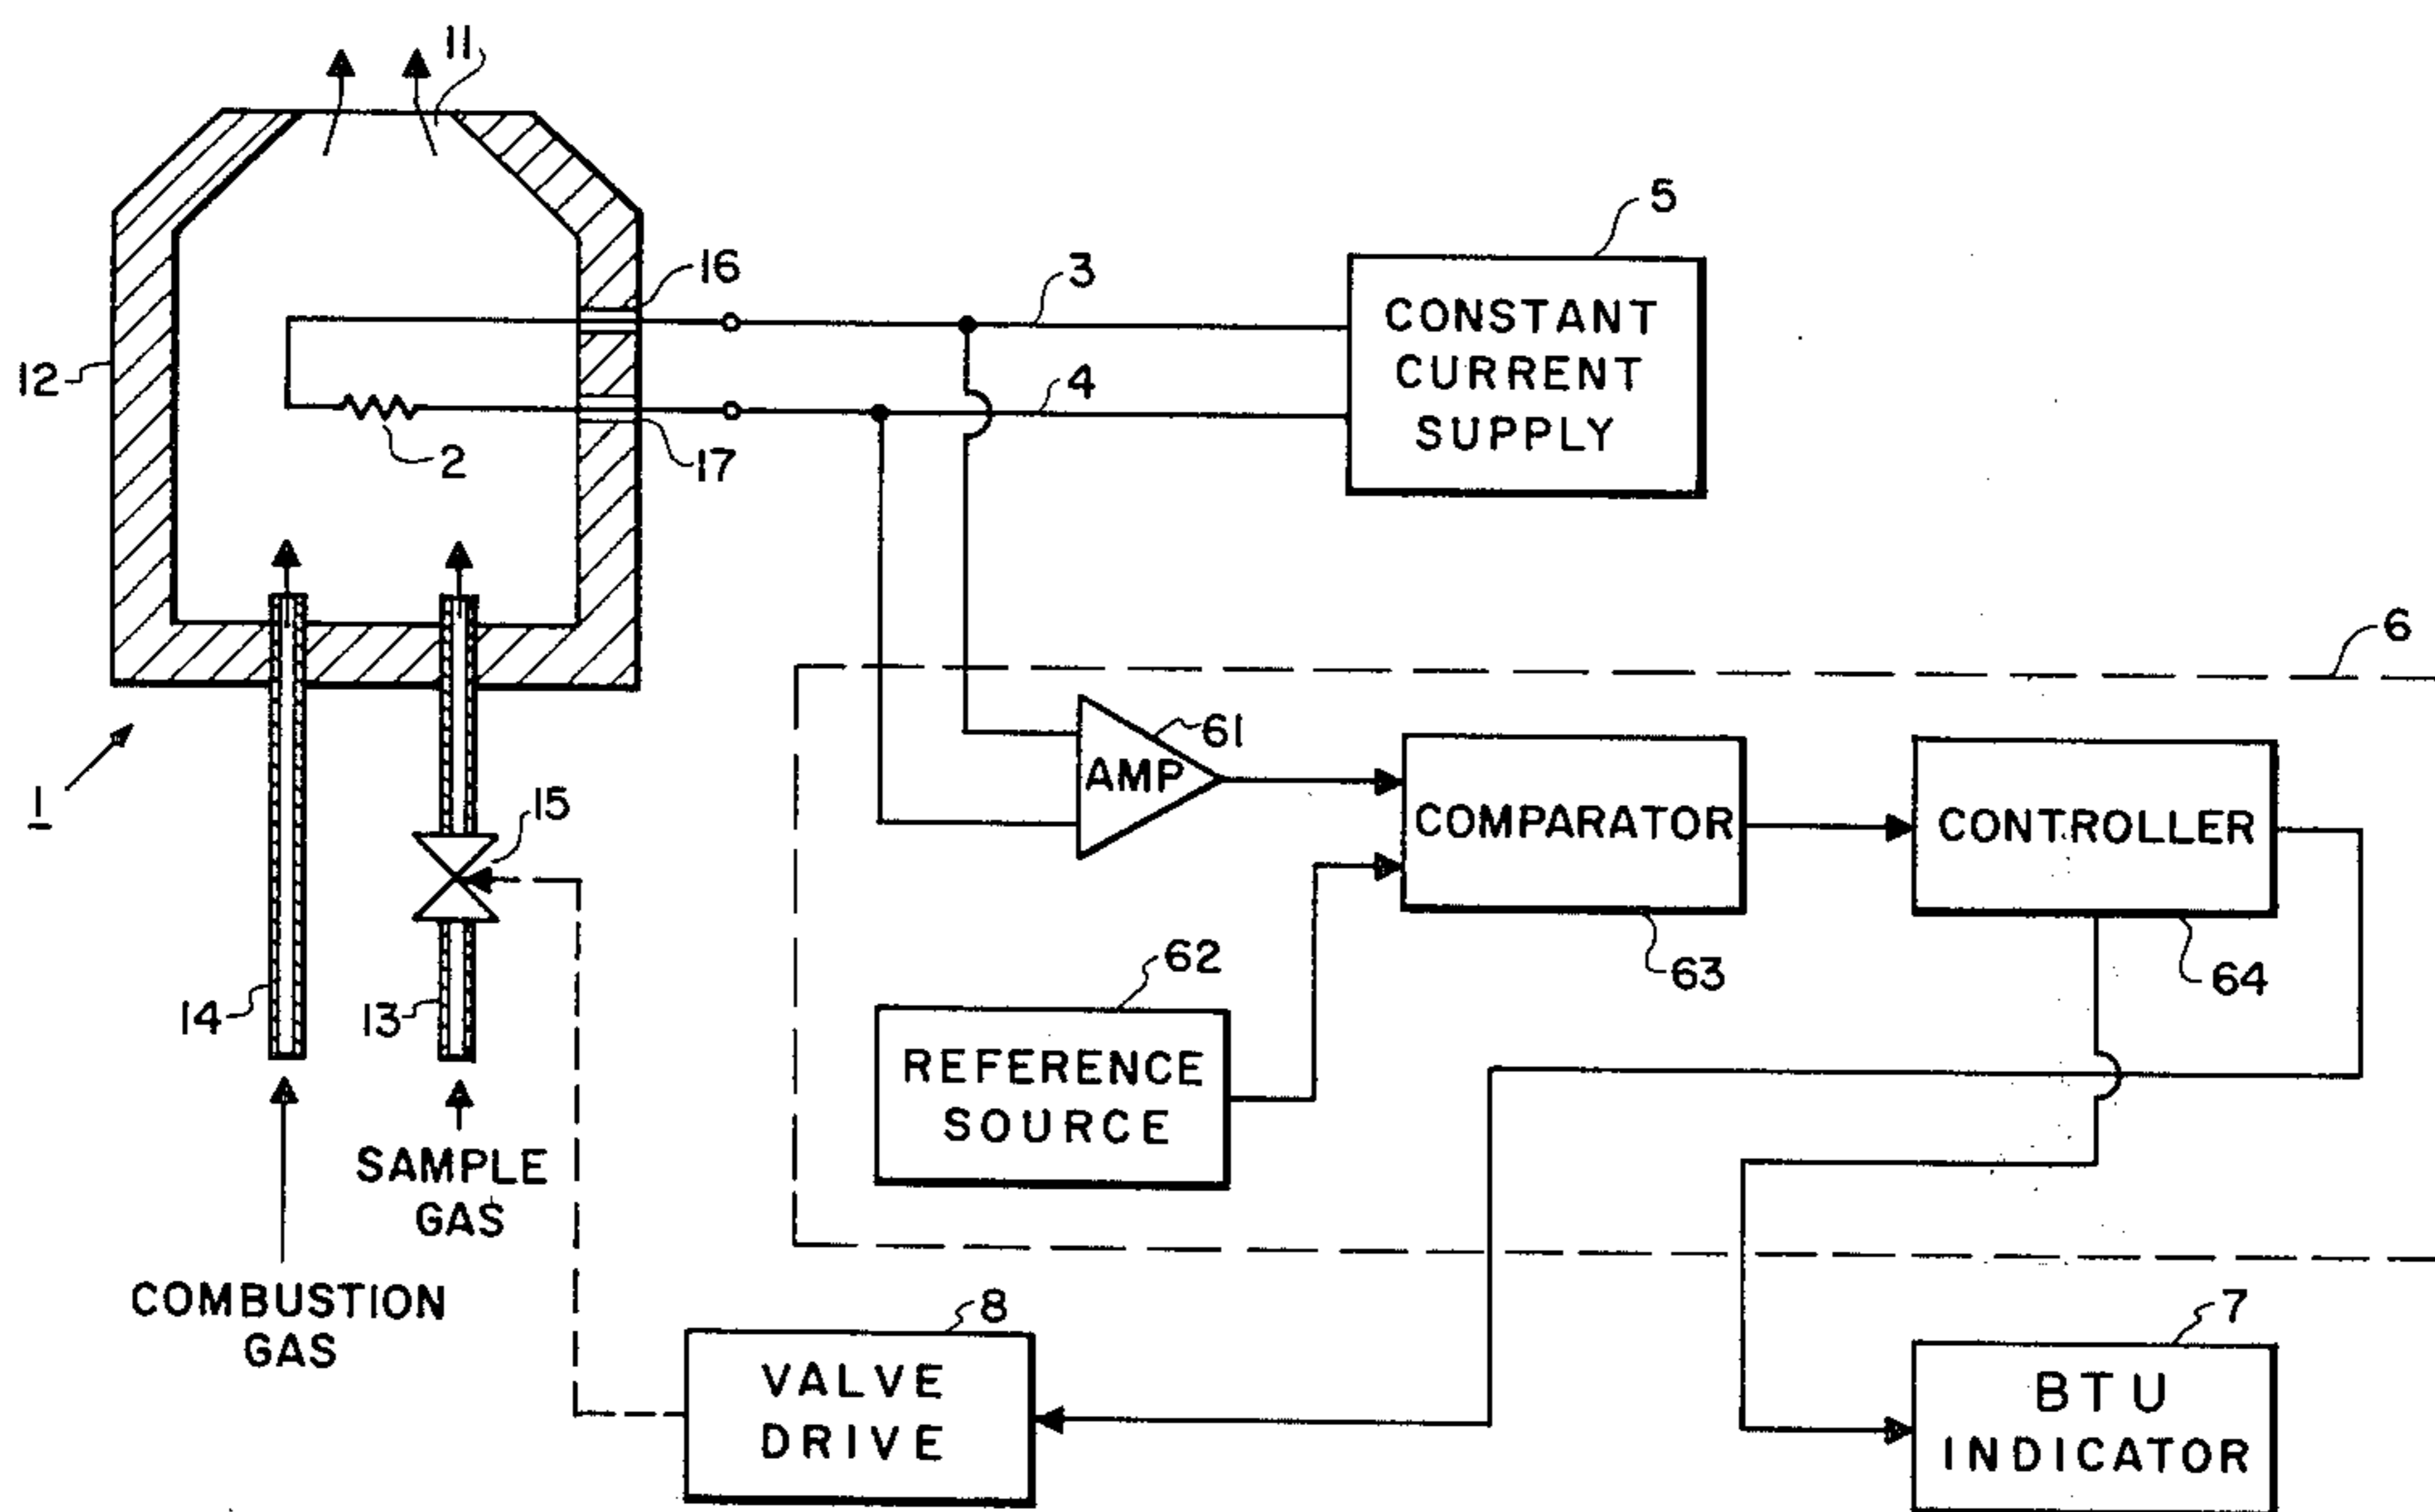 11
5
CONSTANT
CURRENT
SUPPLY
16
3
12
4
2
17
6
61
AMP
COMPARATOR
CONTROLLER
1
15
14
13
62
63
64
REFERENCE
SOURCE
SAMPLE
GAS
COMBUSTION
GAS
8
VALVE
DRIVE
7
BTU
INDICATOR